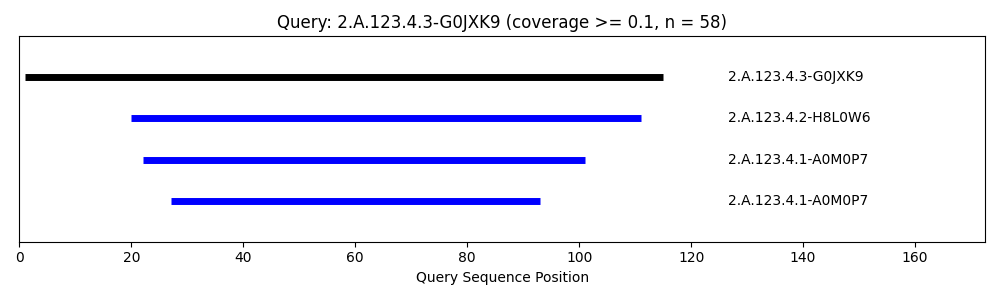 Query: 2.A.123.4.3-G0JXK9 (coverage >= 0.1, n = 58)
2.A.123.4.3-G0JXK9
2.A.123.4.2-H8L0W6
2.A.123.4.1-A0M0P7
2.A.123.4.1-A0M0P7
0 20 40 60 80 100 120 140 160
Query Sequence Position